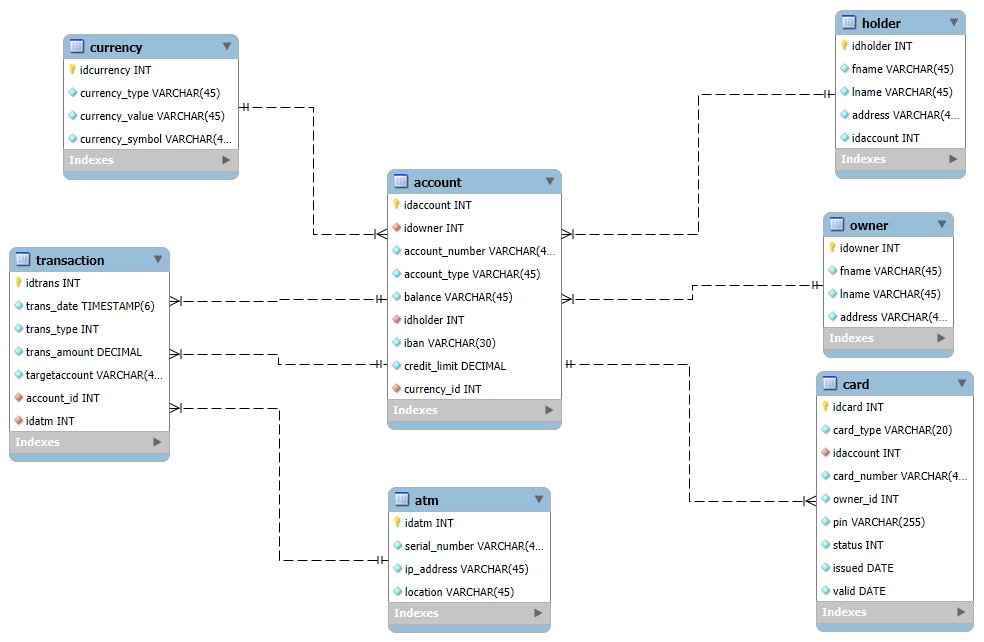 currency
idcurrency INT
currency_type VARCHAR(45)
currency_value VARCHAR(45)
currency_symbol VARCHAR(4...
Indexes
holder
idholder INT
fname VARCHAR(45)
lname VARCHAR(45)
address VARCHAR(4...
idaccount INT
Indexes
account
idaccount INT
idowner INT
account_number VARCHAR(4...
account_type VARCHAR(45)
balance VARCHAR(45)
idholder INT
iban VARCHAR(30)
credit_limit DECIMAL
currency_id INT
Indexes
owner
idowner INT
fname VARCHAR(45)
lname VARCHAR(45)
address VARCHAR(4...
Indexes
transaction
idtrans INT
trans_date TIMESTAMP(6)
trans_type INT
trans_amount DECIMAL
targetaccount VARCHAR(4...
account_id INT
idatm INT
Indexes
card
idcard INT
card_type VARCHAR(20)
idaccount INT
card_number VARCHAR(4...
owner_id INT
pin VARCHAR(255)
status INT
issued DATE
valid DATE
Indexes
atm
idatm INT
serial_number VARCHAR(4...
ip_address VARCHAR(45)
location VARCHAR(45)
Indexes